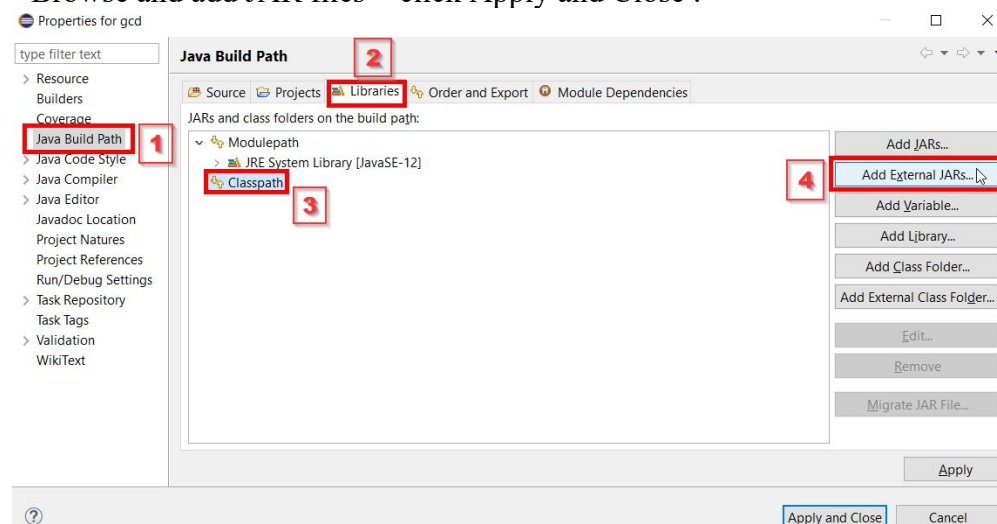 Browse and add JAR files – click Apply and Close .
Properties for gcd
type filter text
Java Build Path
2
Resource
Builders
Coverage
Java Build Path
1
Java Code Style
Java Compiler
Java Editor
Javadoc Location
Project Natures
Project References
Run/Debug Settings
Task Repository
Task Tags
Validation
WikiText
Source Projects Libraries Order and Export Module Dependencies
JARs and class folders on the build path:
Modulepath
JRE System Library [JavaSE-12]
Classpath
3
4
Add JARs...
Add External JARs...
Add Variable...
Add Library...
Add Class Folder...
Add External Class Folder...
Edit...
Remove
Migrate JAR File...
Apply
?
Apply and Close Cancel